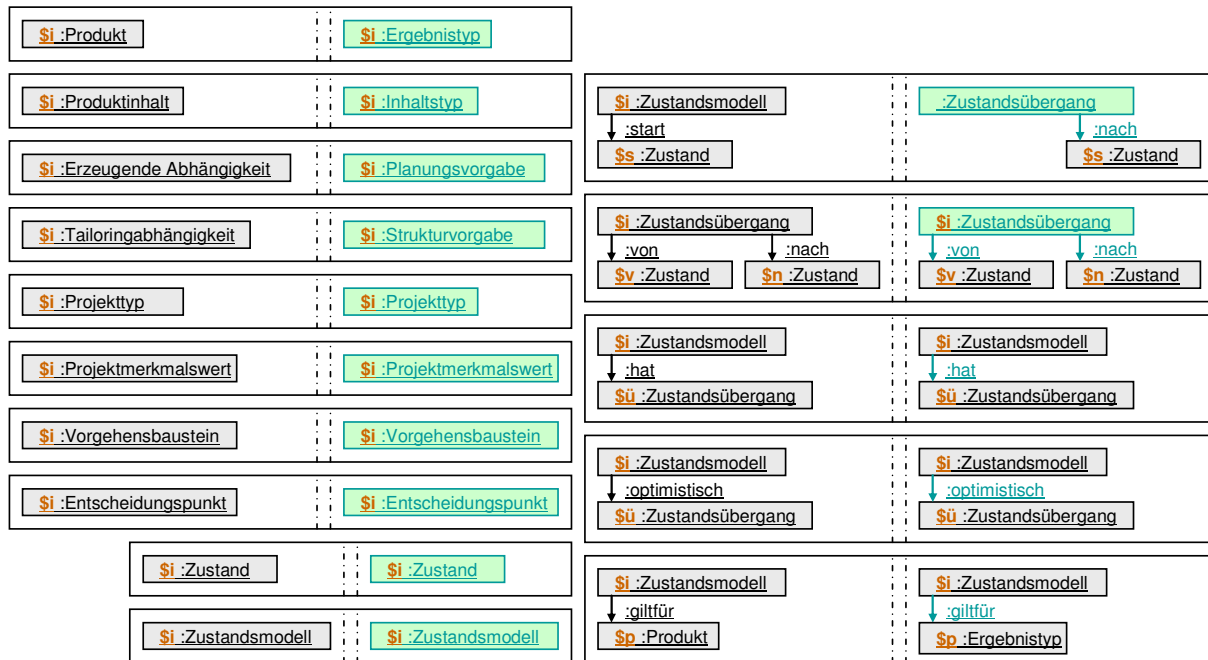 $i :Produkt
$i :Ergebnistyp
$i :Produktinhalt
$i :Inhaltstyp
$i :Erzeugende Abhängigkeit
$i :Planungsvorgabe
$i :Tailoringabhängigkeit
$i :Strukturvorgabe
$i :Projekttyp
$i :Projekttyp
$i :Projektmerkmalswert
$i :Projektmerkmalswert
$i :Vorgehensbaustein
$i :Vorgehensbaustein
$i :Entscheidungspunkt
$i :Entscheidungspunkt
$i :Zustand
$i :Zustand
$i :Zustandsmodell
$i :Zustandsmodell
$i :Zustandsmodell
:start
$s :Zustand
:Zustandsübergang
:nach
$s :Zustand
$i :Zustandsübergang
:von
:nach
$v :Zustand
$n :Zustand
$i :Zustandsübergang
:von
:nach
$v :Zustand
$n :Zustand
$i :Zustandsmodell
:hat
$ü :Zustandsübergang
$i :Zustandsmodell
:hat
$ü :Zustandsübergang
$i :Zustandsmodell
:optimistisch
$ü :Zustandsübergang
$i :Zustandsmodell
:optimistisch
$ü :Zustandsübergang
$i :Zustandsmodell
:giltfür
$p :Produkt
$i :Zustandsmodell
:giltfür
$p :Ergebnistyp